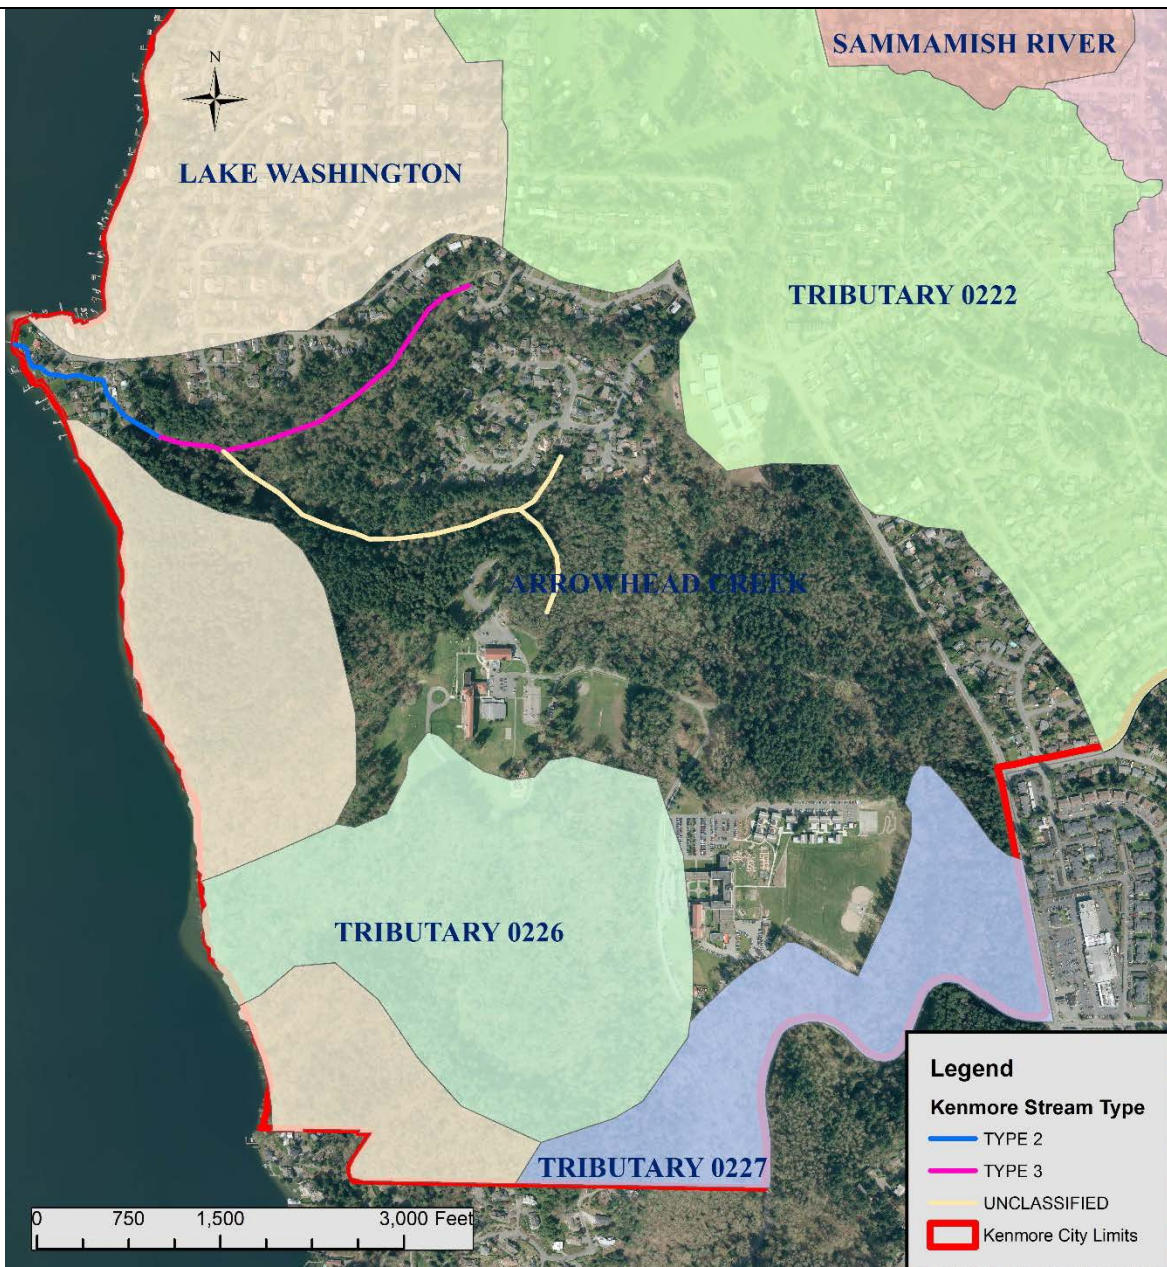 SAMMAMISH RIVER
N
LAKE WASHINGTON
TRIBUTARY 0222
ARROWHEAD CREEK
TRIBUTARY 0226
TRIBUTARY 0227
Legend
Kenmore Stream Type
TYPE 2
TYPE 3
UNCLASSIFIED
Kenmore City Limits
0 750 1,500 3,000 Feet